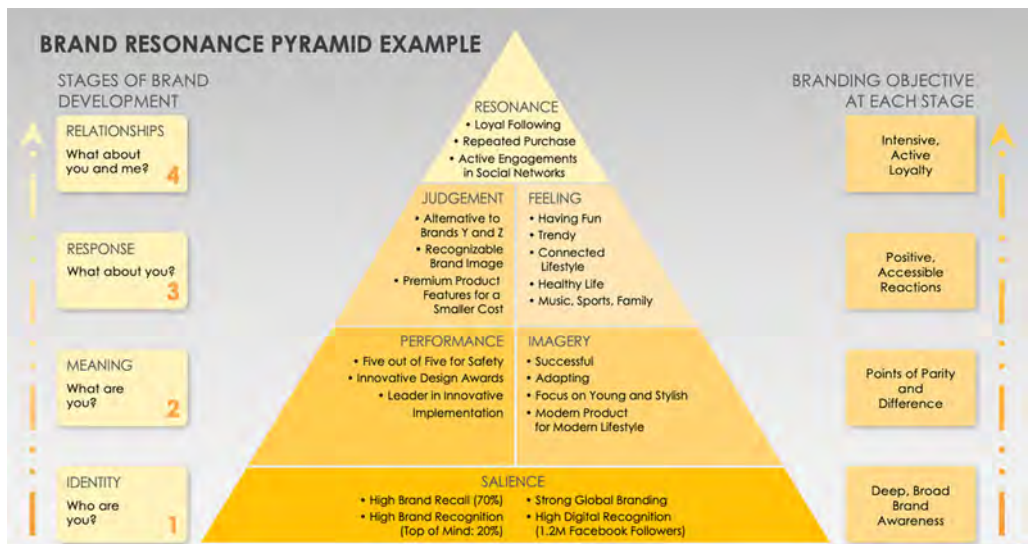 BRAND RESONANCE PYRAMID EXAMPLE
STAGES OF BRAND
DEVELOPMENT
RELATIONSHIPS
What about
you and me?
4
RESPONSE
What about you?
3
MEANING
What are
you?
2
IDENTITY
Who are
you?
1
RESONANCE
• Loyal Following
• Repeated Purchase
• Active Engagements
in Social Networks
JUDGEMENT
• Alternative to
Brands Y and Z
• Recognizable
Brand Image
• Premium Product
Features for a
Smaller Cost
FEELING
• Having Fun
• Trendy
• Connected
Lifestyle
• Healthy Life
• Music, Sports, Family
PERFORMANCE
• Five out of Five for Safety
• Innovative Design Awards
• Leader in Innovative
Implementation
IMAGERY
• Successful
• Adapting
• Focus on Young and Stylish
• Modern Product
for Modern Lifestyle
SALIENCE
• High Brand Recall (70%)
• High Brand Recognition
(Top of Mind: 20%)
• Strong Global Branding
• High Digital Recognition
(1.2M Facebook Followers)
BRANDING OBJECTIVE
AT EACH STAGE
Intensive,
Active
Loyalty
Positive,
Accessible
Reactions
Points of Parity
and
Difference
Deep, Broad
Brand
Awareness